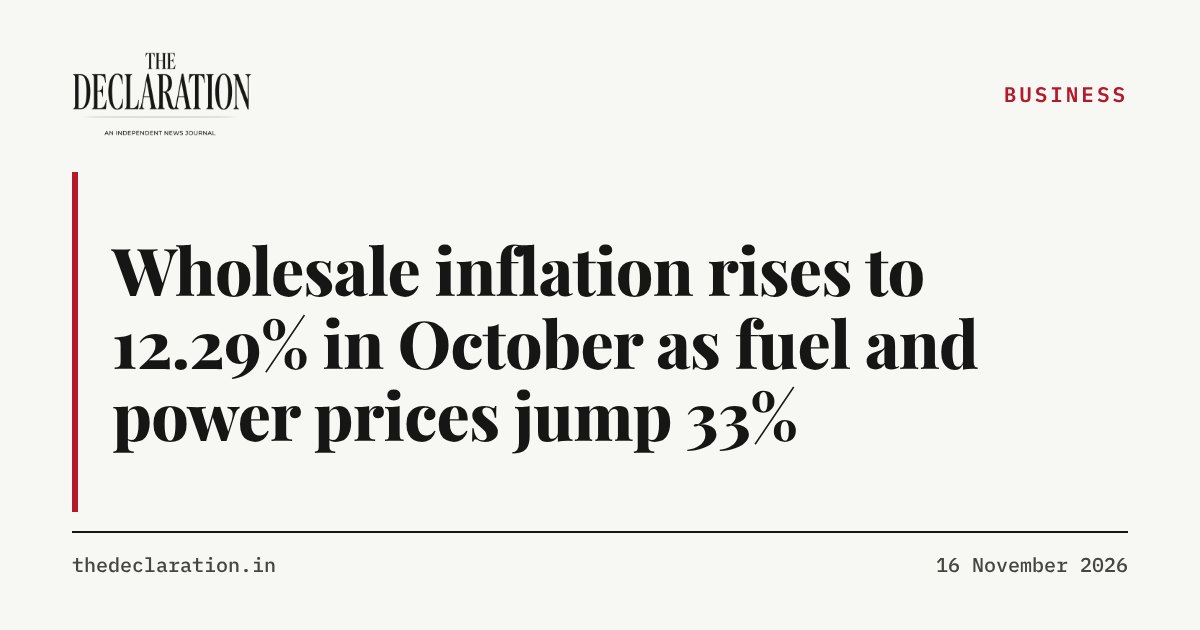 THE
DECLARATION
AN INDEPENDENT NEWS JOURNAL
BUSINESS
Wholesale inflation rises to
12.29% in October as fuel and
power prices jump 33%
thedeclaration.in
16 November 2026